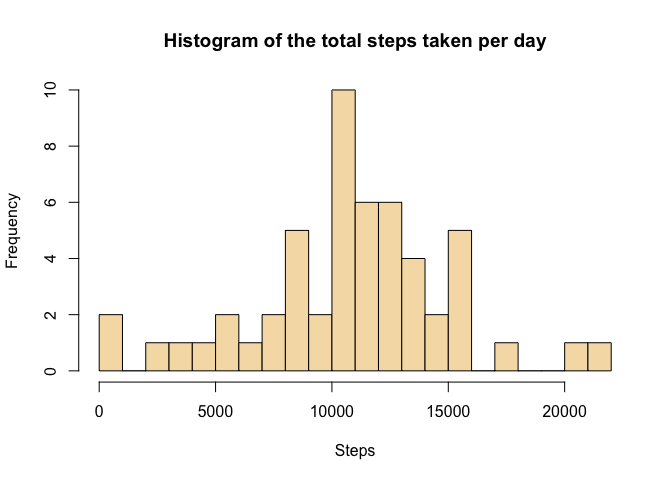 Histogram of the total steps taken per day
Frequency
10
8
6
4
2
0
0 5000 10000 15000 20000
Steps